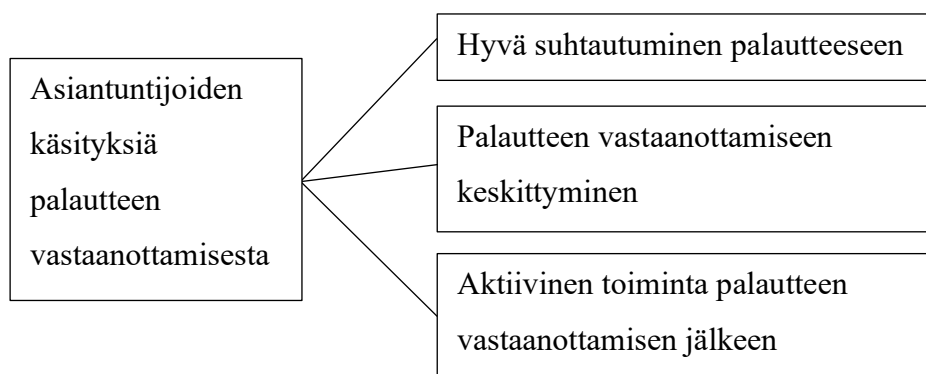 Asiantuntijoiden
käsityksiä
palautteen
vastaanottamisesta
Hyvä suhtautuminen palautteeseen
Palautteen vastaanottamiseen
keskittyminen
Aktiivinen toiminta palautteen
vastaanottamisen jälkeen